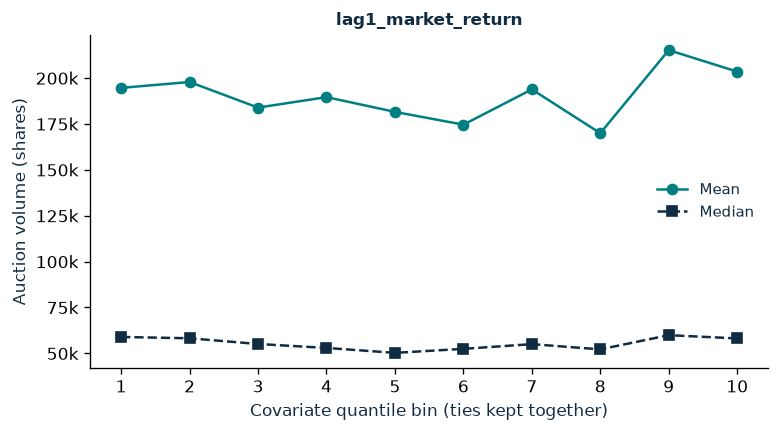 lag1_market_return
Auction volume (shares)
200k
175k
150k
125k
100k
75k
50k
Mean
Median
1 2 3 4 5 6 7 8 9 10
Covariate quantile bin (ties kept together)